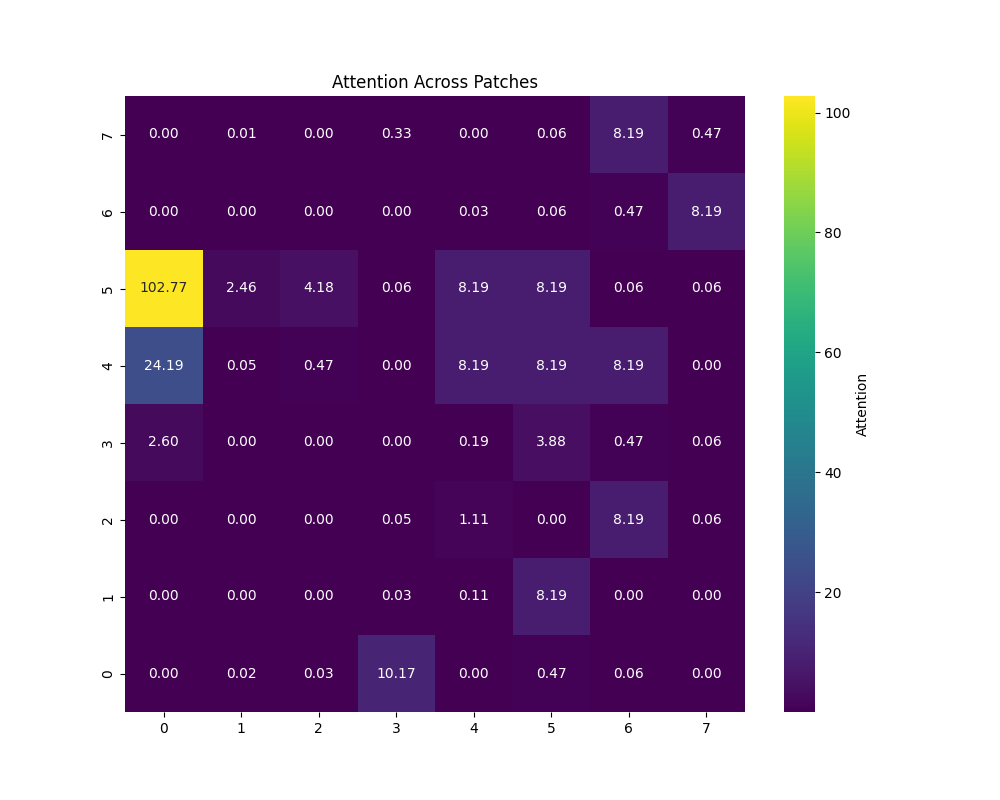 Attention Across Patches
7 0.00 0.01 0.00 0.33 0.00 0.06 8.19 0.47
6 0.00 0.00 0.00 0.00 0.03 0.06 0.47 8.19
5 102.77 2.46 4.18 0.06 8.19 8.19 0.06 0.06
4 24.19 0.05 0.47 0.00 8.19 8.19 8.19 0.00
3 2.60 0.00 0.00 0.00 0.19 3.88 0.47 0.06
2 0.00 0.00 0.00 0.05 1.11 0.00 8.19 0.06
1 0.00 0.00 0.00 0.03 0.11 8.19 0.00 0.00
0 0.00 0.02 0.03 10.17 0.00 0.47 0.06 0.00
0 1 2 3 4 5 6 7
100
80
60
40
20
Attention